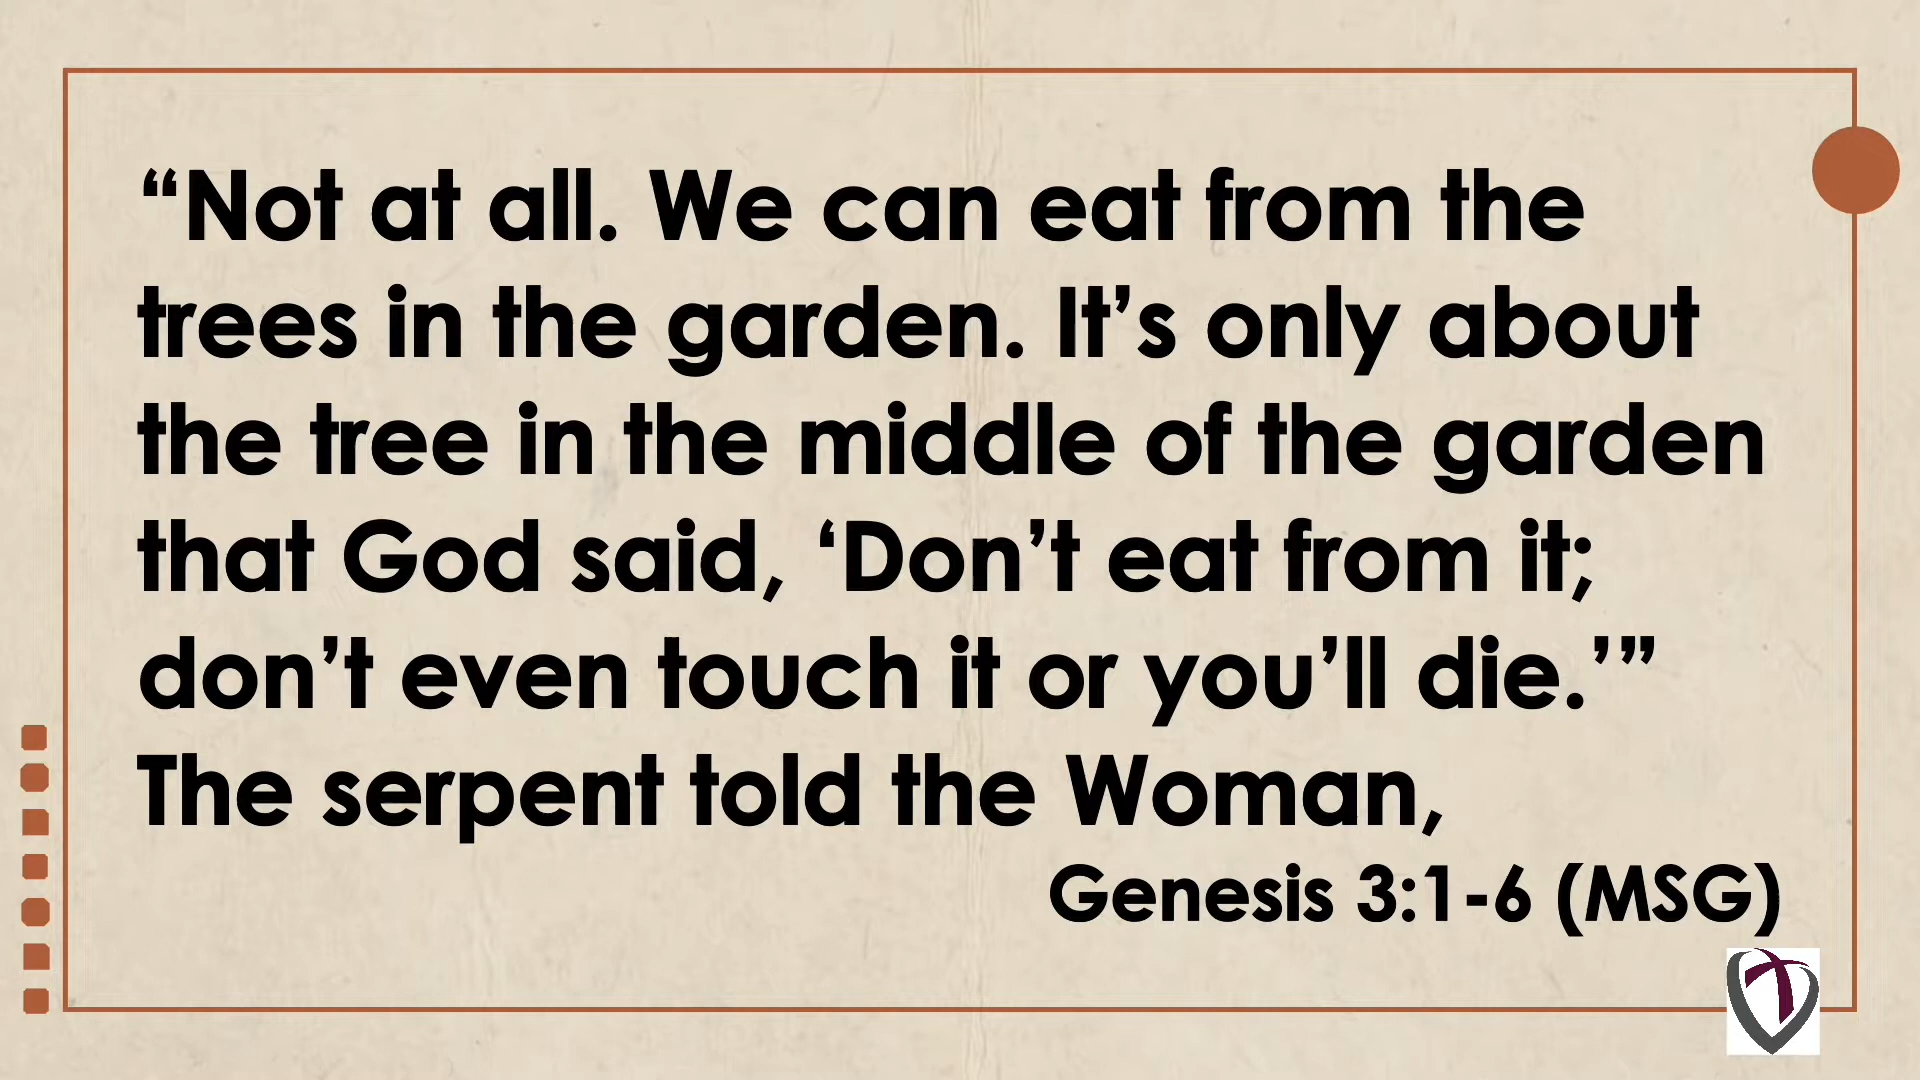 “Not at all. We can eat from the
trees in the garden. It’s only about
the tree in the middle of the garden
that God said, ‘Don’t eat from it;
don’t even touch it or you’ll die.’”
The serpent told the Woman,
Genesis 3:1-6 (MSG)